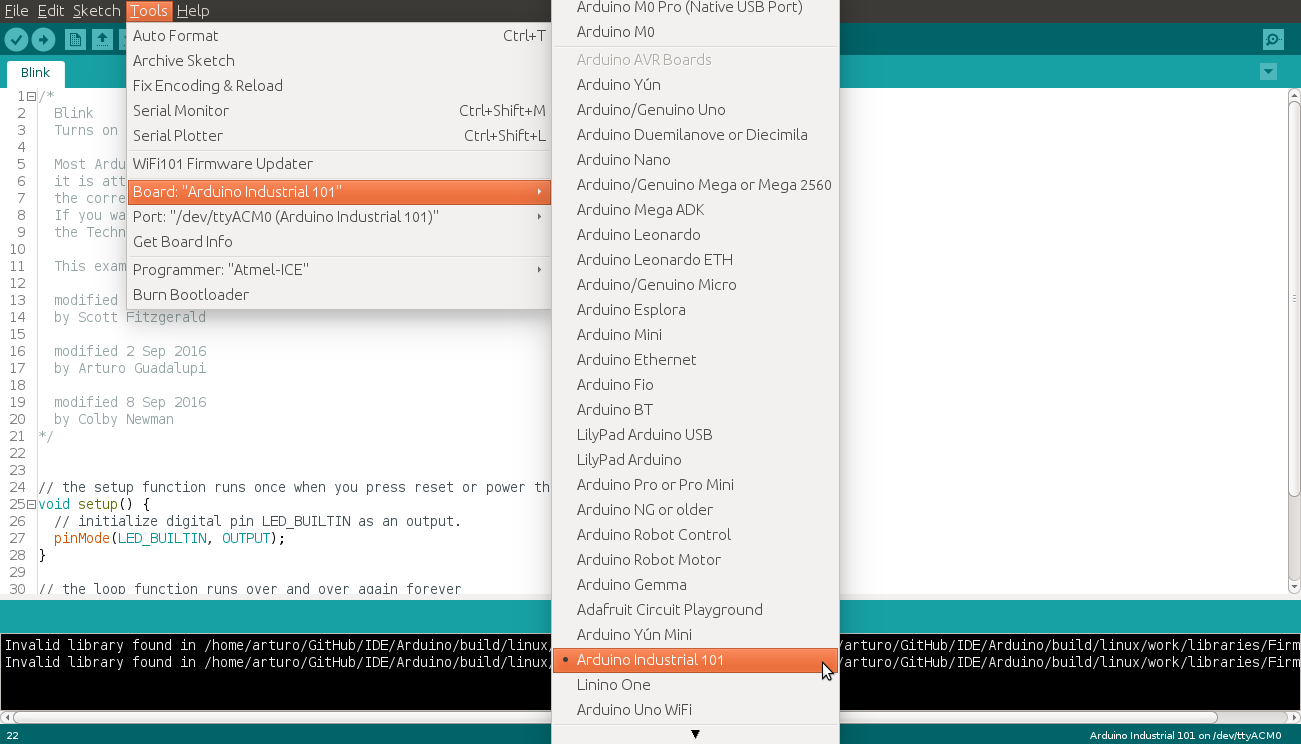 File Edit Sketch Tools Help
Blink
Auto Format Ctrl+T
Archive Sketch
Fix Encoding & Reload
Serial Monitor Ctrl+Shift+M
Serial Plotter Ctrl+Shift+L
WiFi101 Firmware Updater
Board: "Arduino Industrial 101"
Port: "/dev/ttyACM0 (Arduino Industrial 101)"
Get Board Info
Programmer: "Atmel-ICE"
Burn Bootloader
Arduino M0 Pro (Native USB Port)
Arduino M0
Arduino AVR Boards
Arduino Yún
Arduino/Genuino Uno
Arduino Duemilanove or Diecimila
Arduino Nano
Arduino/Genuino Mega or Mega 2560
Arduino Mega ADK
Arduino Leonardo
Arduino Leonardo ETH
Arduino/Genuino Micro
Arduino Esplora
Arduino Mini
Arduino Ethernet
Arduino Fio
Arduino BT
LilyPad Arduino USB
LilyPad Arduino
Arduino Pro or Pro Mini
Arduino NG or older
Arduino Robot Control
Arduino Robot Motor
Arduino Gemma
Adafruit Circuit Playground
Arduino Yún Mini
Arduino Industrial 101
Linino One
Arduino Uno WiFi
1 /*
2 Blink
3 Turns on
4
5 Most Ardu
6 it is att
7 the corre
8 If you wa
9 the Techn
10
11 This exam
12
13 modified
14 by Scott Fitzgerald
15
16 modified 2 Sep 2016
17 by Arturo Guadalupi
18
19 modified 8 Sep 2016
20 by Colby Newman
21 */
22
23
24 // the setup function runs once when you press reset or power th
25 void setup() {
26 // initialize digital pin LED_BUILTIN as an output.
27 pinMode(LED_BUILTIN, OUTPUT);
28 }
29
30 // the loop function runs over and over again forever
Invalid library found in /home/arturo/GitHub/IDE/Arduino/build/linux/ /arturo/GitHub/IDE/Arduino/build/linux/work/libraries/Firm
Invalid library found in /home/arturo/GitHub/IDE/Arduino/build/linux/ /arturo/GitHub/IDE/Arduino/build/linux/work/libraries/Firm
22 Arduino Industrial 101 on /dev/ttyACM0